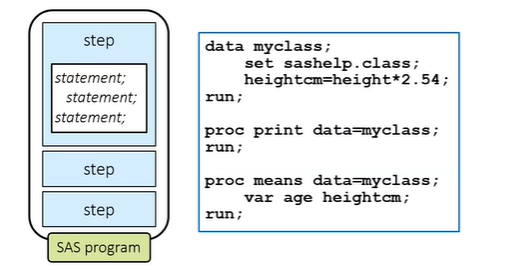 step
statement;
statement;
statement;
step
step
SAS program
data myclass;
    set sashelp.class;
    heightcm=height*2.54;
run;
proc print data=myclass;
run;
proc means data=myclass;
    var age heightcm;
run;